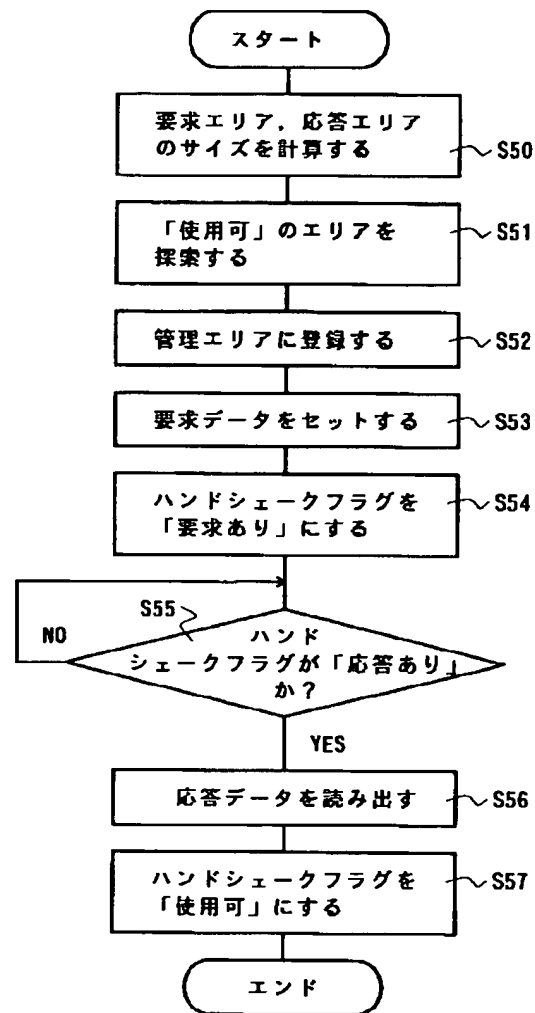 スタート
要求エリア，応答エリア
のサイズを計算する
S50
「使用可」のエリアを
探索する
S51
管理エリアに登録する
S52
要求データをセットする
S53
ハンドシェークフラグを
「要求あり」にする
S54
S55
NO
ハンド
シェークフラグが「応答あり」
か？
YES
応答データを読み出す
S56
ハンドシェークフラグを
「使用可」にする
S57
エンド